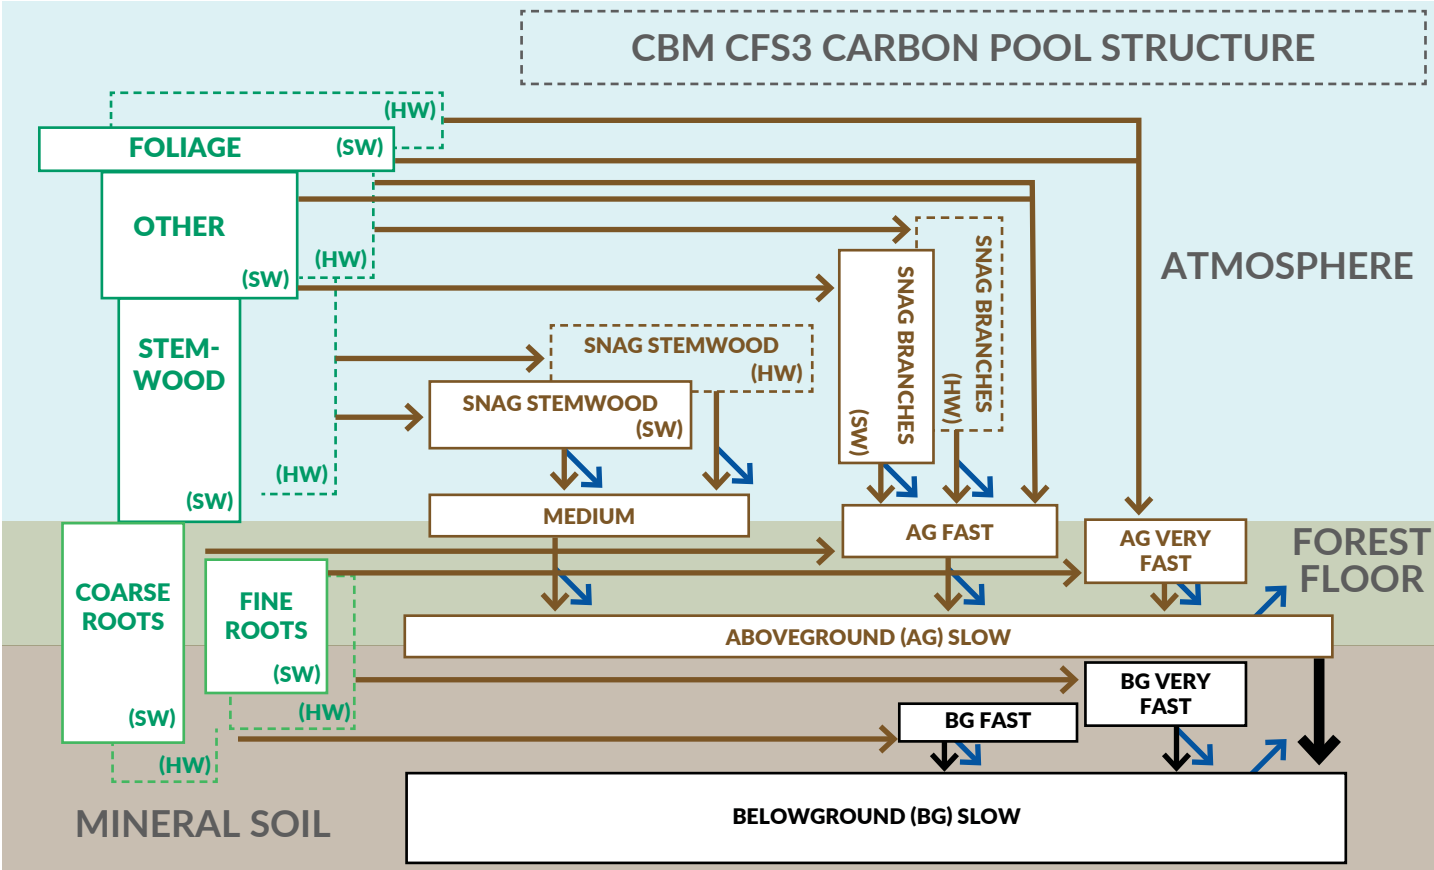 CBM CFS3 CARBON POOL STRUCTURE
(HW)
FOLIAGE
(SW)
OTHER
(HW)
(SW)
STEM-
WOOD
(HW)
(SW)
SNAG STEMWOOD
(HW)
SNAG STEMWOOD
(SW)
SNAG BRANCHES
(SW)
SNAG BRANCHES
(HW)
ATMOSPHERE
MEDIUM
AG FAST
AG VERY
FAST
FOREST
FLOOR
COARSE
ROOTS
(SW)
(HW)
FINE
ROOTS
(SW)
(HW)
ABOVEGROUND (AG) SLOW
BG VERY
FAST
BG FAST
MINERAL SOIL
BELOWGROUND (BG) SLOW